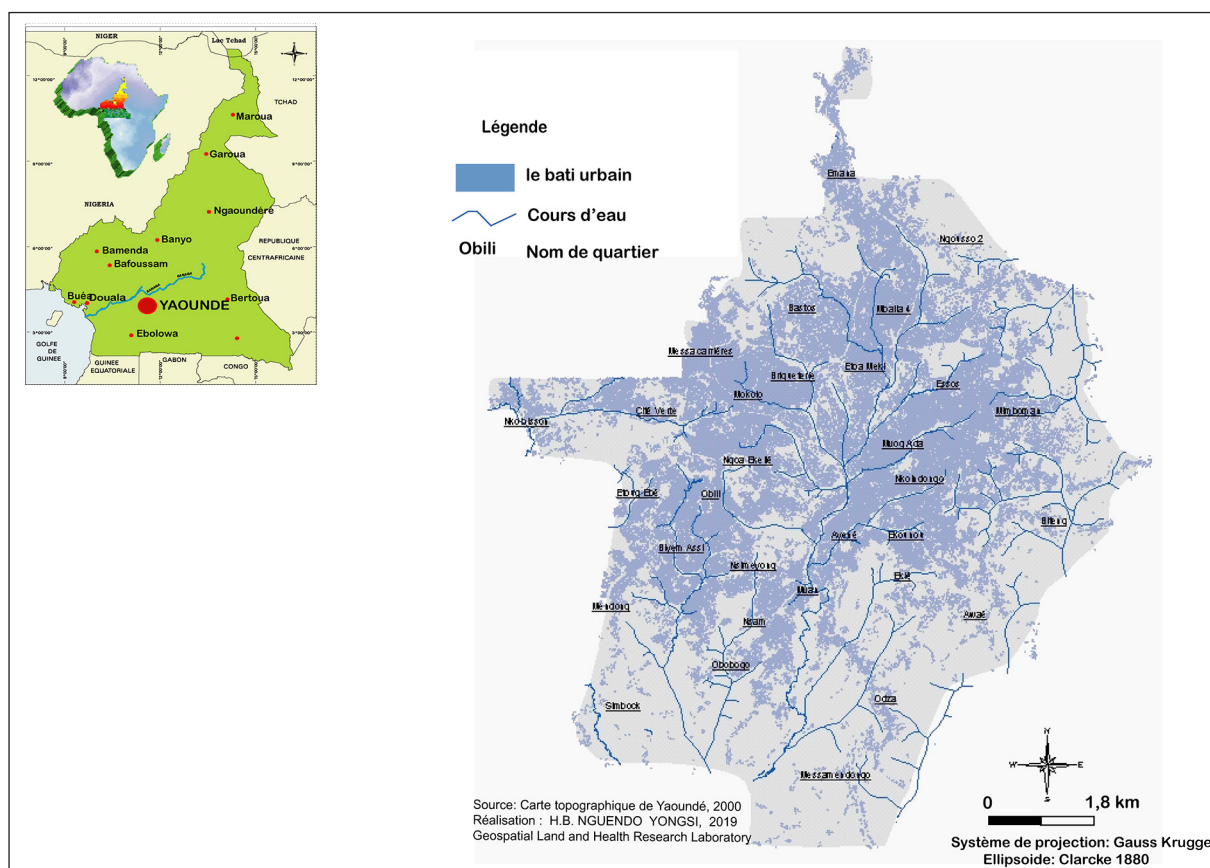 NIGER
Lac Tchad
12°00'00"
TCHAD
Maroua
Garoua
NIGERIA
Ngaoundéré
Banyo
Bamenda
Bafoussam
REPUBLIQUE
CENTRAFRICAINE
SANAGA
Buéa
Douala
Bertoua
YAOUNDE
Ebolowa
GOLFE
DE
GUINEE
GUINEE
EQUATORIALE
GABON
CONGO
Légende
le bati urbain
Cours d'eau
Obili
Nom de quartier
Emana
Ngousso 2
Bastos
Mballa 4
Messa carrières
Briqueterie
Etoa Meki
Essos
Mokolo
Cité Verte
Mimboman
Nkolbisson
Mvog Ada
Ngoa Ekellé
Nkolndongo
Etoug-Ebé
Obili
Biteng
Biyem Assi
Ekounou
Nsimeyong
Mvan
Ekié
Mendong
Awaé
Nsam
Obobogo
Simbock
Odza
Messamendongo
N
W
E
S
0
1,8 km
Source: Carte topographique de Yaoundé, 2000
Réalisation : H.B. NGUENDO YONGSI, 2019
Geospatial Land and Health Research Laboratory
Système de projection: Gauss Krugge
Ellipsoide: Clarcke 1880